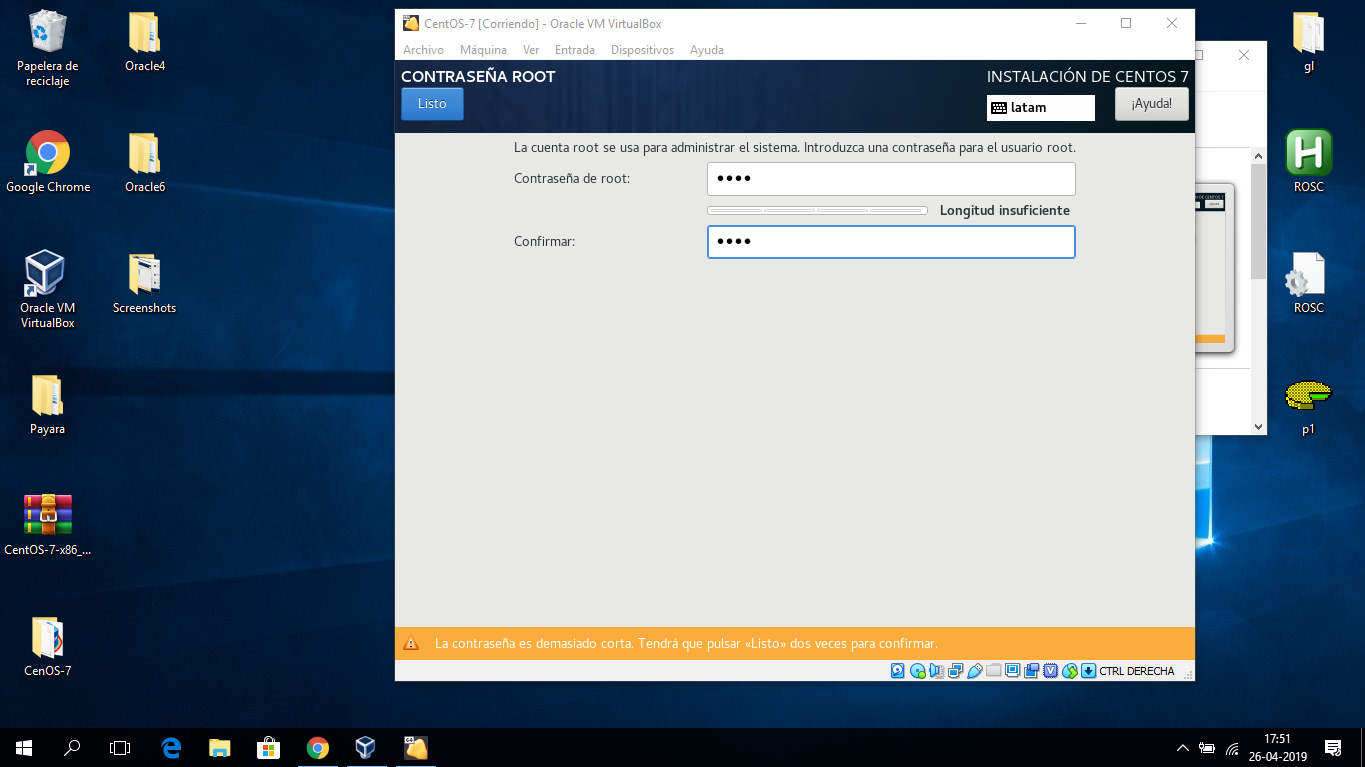 Papelera de
reciclaje
Oracle4
Google Chrome
Oracle6
Oracle VM
VirtualBox
Screenshots
Payara
CentOS-7-x86_...
CenOS-7
CentOS-7 [Corriendo] - Oracle VM VirtualBox
Archivo Máquina Ver Entrada Dispositivos Ayuda
CONTRASEÑA ROOT
INSTALACIÓN DE CENTOS 7
Listo
latam
¡Ayuda!
La cuenta root se usa para administrar el sistema. Introduzca una contraseña para el usuario root.
Contraseña de root: ●●●●
Longitud insuficiente
Confirmar: ●●●●
La contraseña es demasiado corta. Tendrá que pulsar «Listo» dos veces para confirmar.
CTRL DERECHA
gl
ROSC
ROSC
p1
17:51
26-04-2019